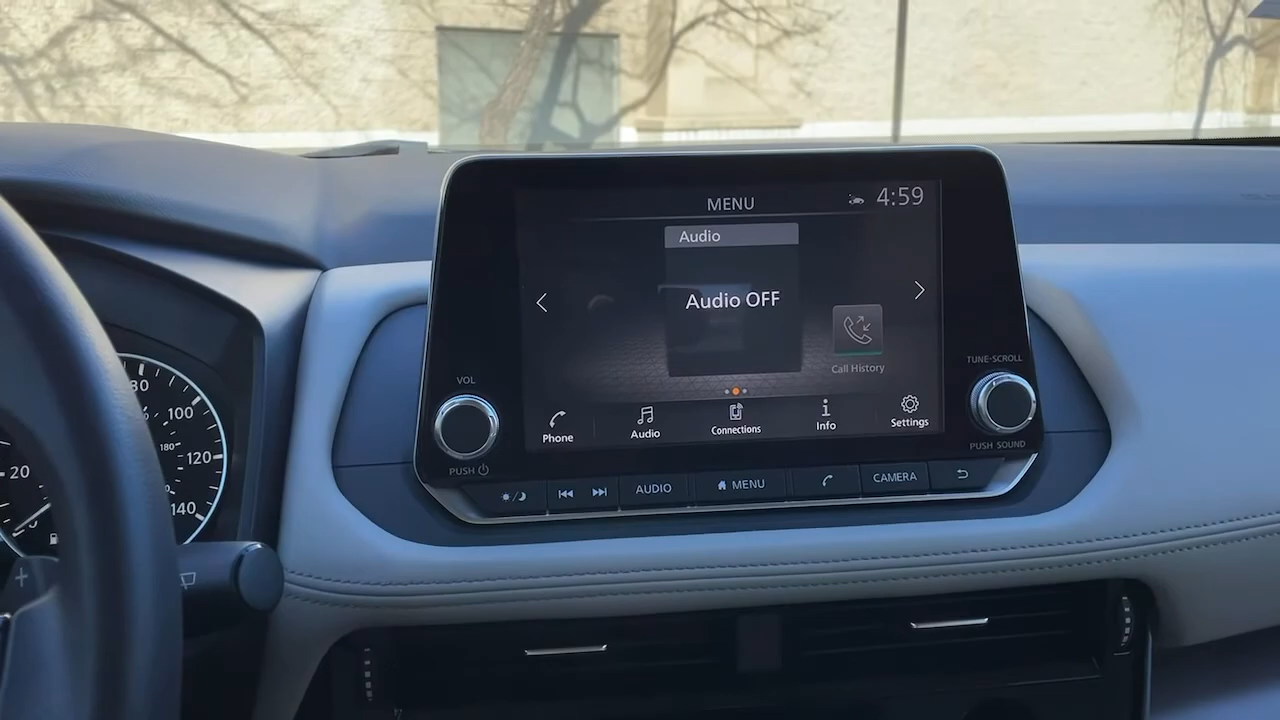 MENU
4:59
Audio
Audio OFF
Call History
TUNE·SCROLL
VOL
Phone
Audio
Connections
Info
Settings
PUSH
PUSH SOUND
AUDIO
MENU
CAMERA
80
100
180
120
140
20